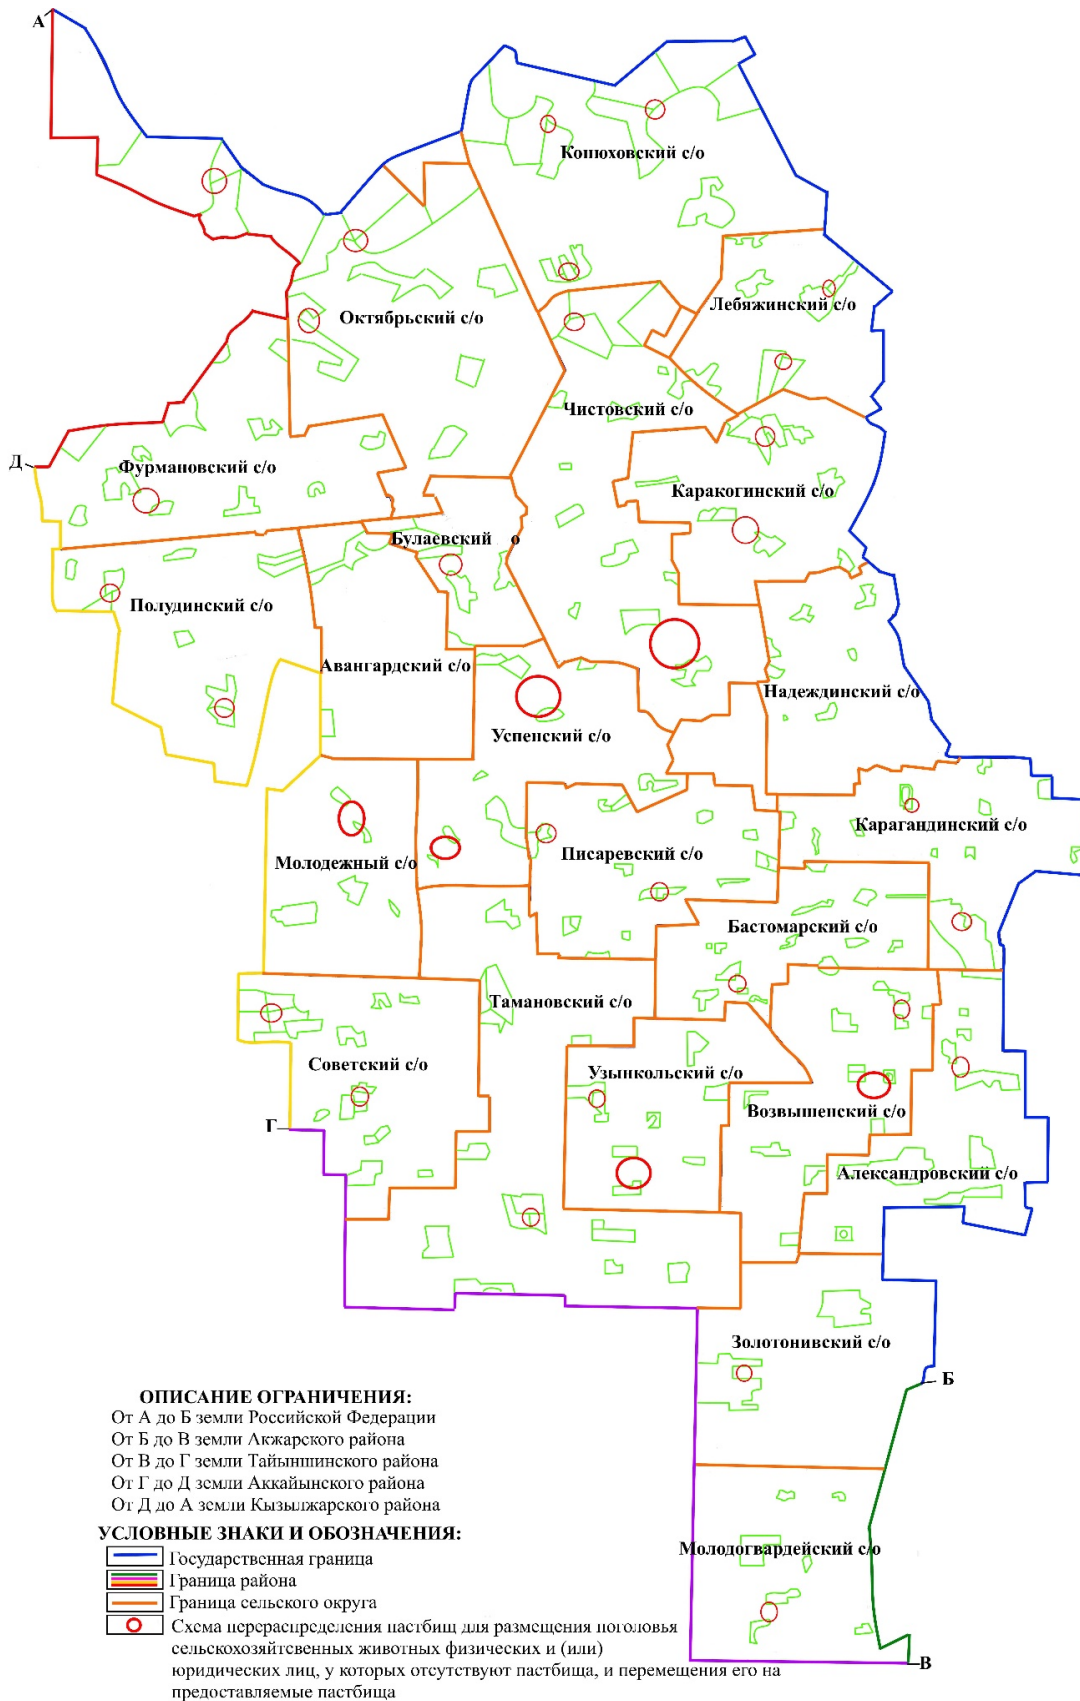 А
Конюховский с/о
Лебяжинский с/о
Октябрьский с/о
Чистовский с/о
Д
Фурмановский с/о
Каракогинский с/о
Булаевский о
Полудинский с/о
Авангардский с/о
Надеждинский с/о
Успенский с/о
Карагандинский с/о
Писаревский с/о
Молодежный с/о
Бастомарский с/о
Тамановский с/о
Советский с/о
Узынкольский с/о
Возвышенский с/о
Г
Александровский с/о
Золотонивский с/о
Б
ОПИСАНИЕ ОГРАНИЧЕНИЯ:
От А до Б земли Российской Федерации
От Б до В земли Акжарского района
От В до Г земли Тайыншинского района
От Г до Д земли Аккайынского района
От Д до А земли Кызылжарского района
УСЛОВНЫЕ ЗНАКИ И ОБОЗНАЧЕНИЯ:
Молодогвардейский с/о
Государственная граница
Граница района
Граница сельского округа
Схема перераспределения пастбищ для размещения поголовья
сельскохозяйтсвенных животных физических и (или)
юридических лиц, у которых отсутствуют пастбища, и перемещения его на
предоставляемые пастбища
В